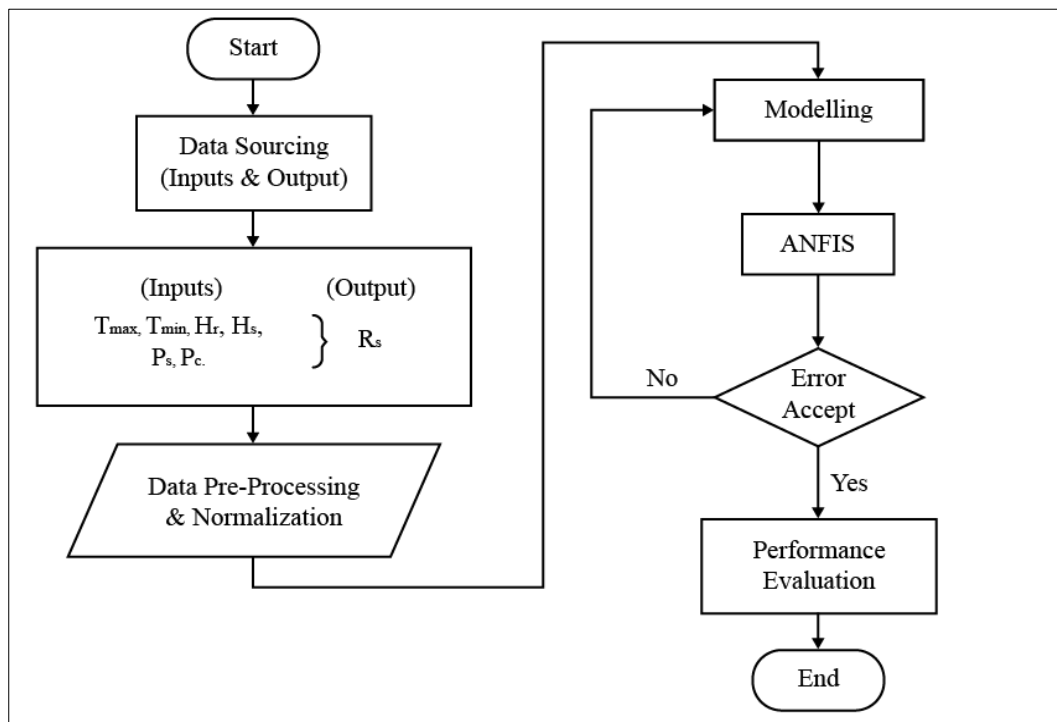 Start
Data Sourcing
(Inputs & Output)
(Inputs) (Output)
Tmax, Tmin, Hr, Hs,
Ps, Pc.
} Rs
Data Pre-Processing
& Normalization
Modelling
ANFIS
Error
Accept
No
Yes
Performance
Evaluation
End